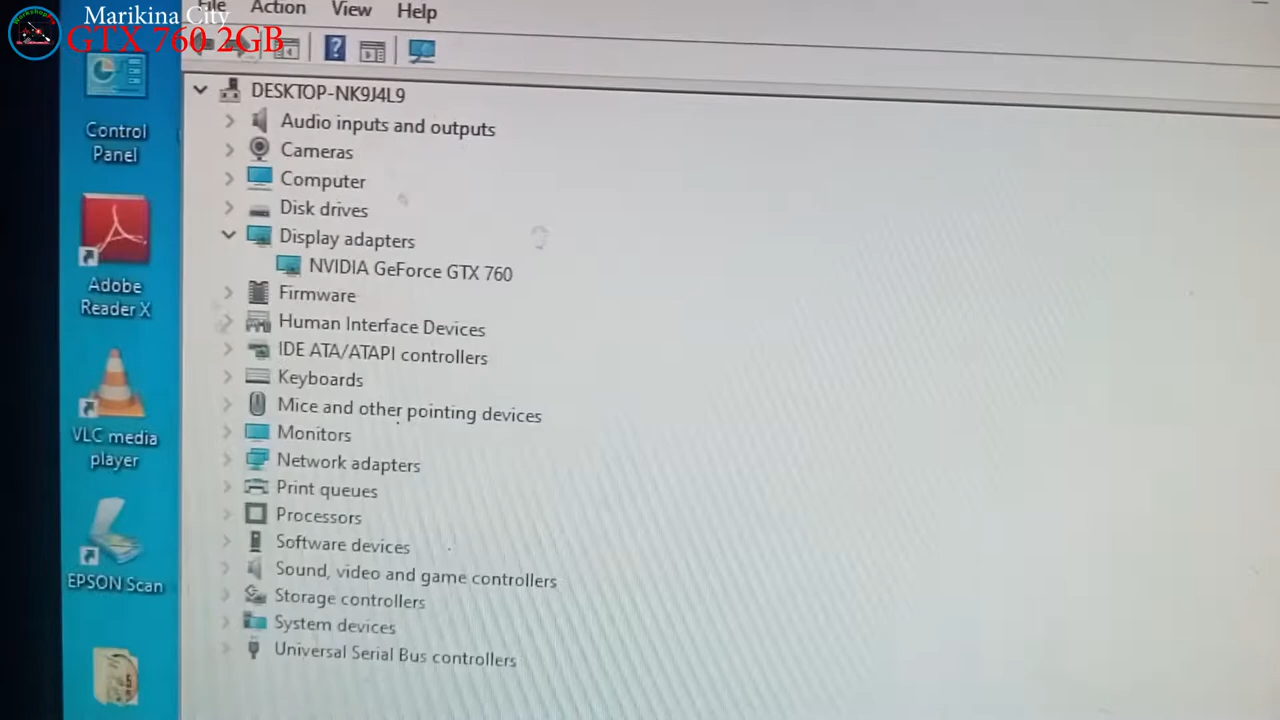 Marikina City
GTX 760 2GB
File Action View Help
DESKTOP-NK9J4L9
Audio inputs and outputs
Cameras
Computer
Disk drives
Display adapters
NVIDIA GeForce GTX 760
Firmware
Human Interface Devices
IDE ATA/ATAPI controllers
Keyboards
Mice and other pointing devices
Monitors
Network adapters
Print queues
Processors
Software devices
Sound, video and game controllers
Storage controllers
System devices
Universal Serial Bus controllers
Control
Panel
Adobe
Reader X
VLC media
player
EPSON Scan